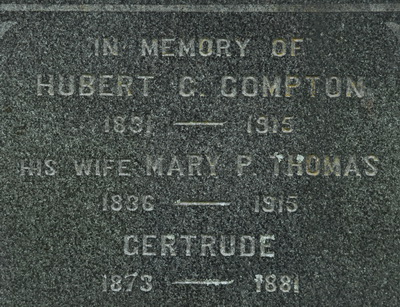 IN MEMORY OF
HUBERT C. COMPTON
1831 — 1915
HIS WIFE MARY P. THOMAS
1836 — 1915
GERTRUDE
1873 — 1881